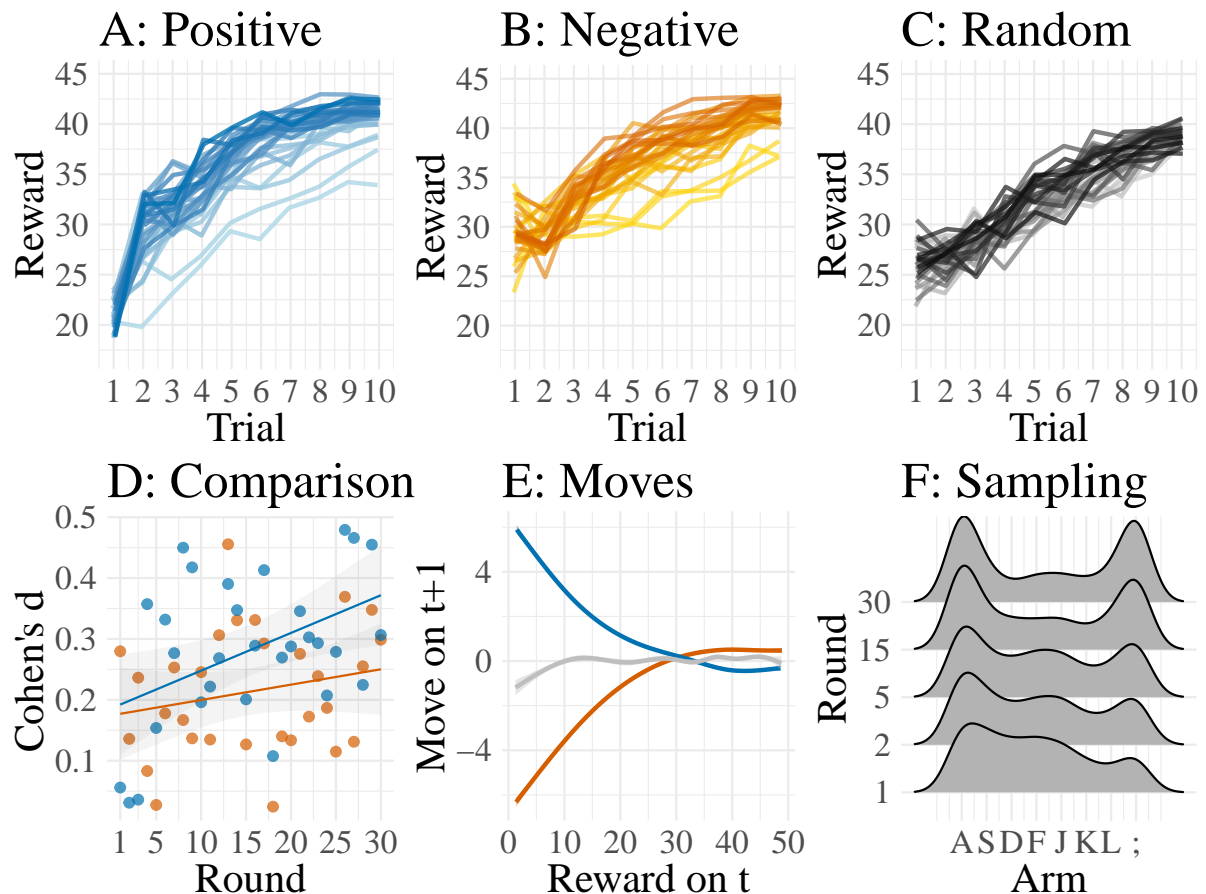 A: Positive
45
40
35
30
25
20
Reward
1 2 3 4 5 6 7 8 9 10
Trial
B: Negative
45
40
35
30
25
20
Reward
1 2 3 4 5 6 7 8 9 10
Trial
C: Random
45
40
35
30
25
20
Reward
1 2 3 4 5 6 7 8 9 10
Trial
D: Comparison
0.5
0.4
0.3
0.2
0.1
Cohen's d
1 5 10 15 20 25 30
Round
E: Moves
4
0
−4
Move on t+1
0 10 20 30 40 50
Reward on t
F: Sampling
30
15
5
2
1
Round
A S D F J K L ;
Arm